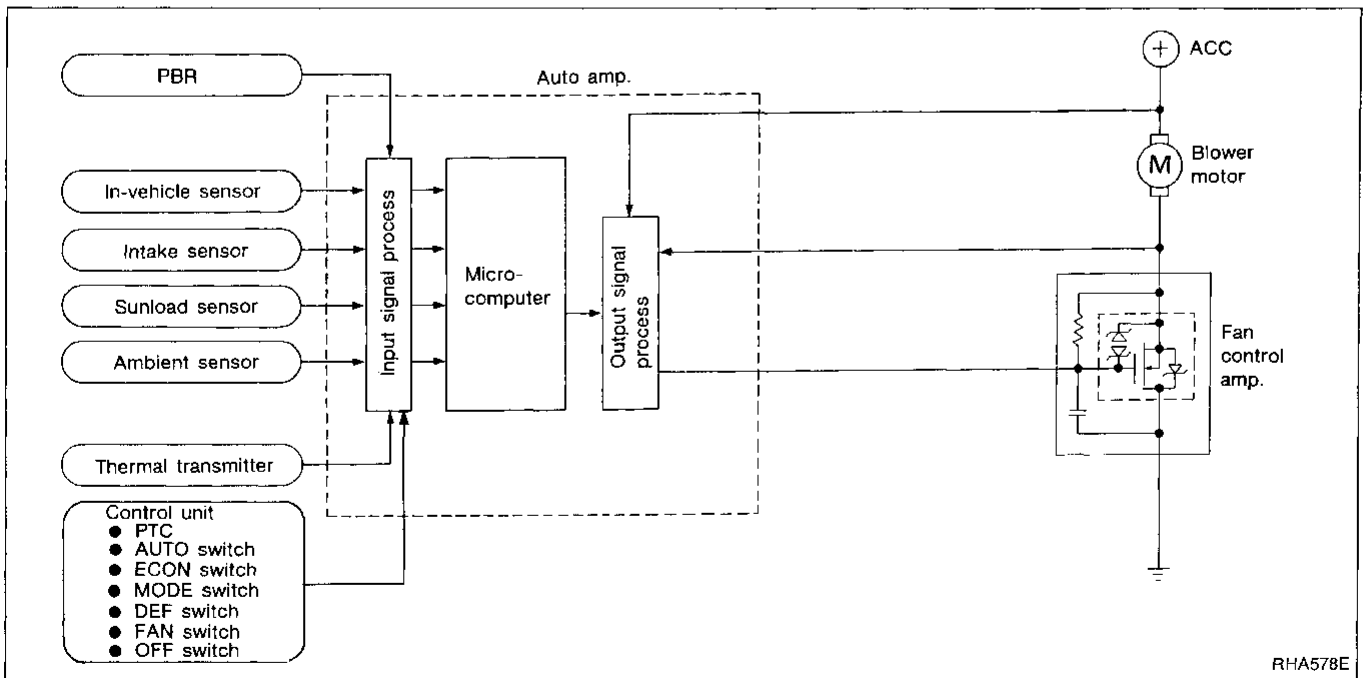 PBR
Auto amp.
ACC
In-vehicle sensor
Intake sensor
Sunload sensor
Ambient sensor
Input signal process
Micro-
computer
Output signal
process
M
Blower
motor
Fan
control
amp.
Thermal transmitter
Control unit
● PTC
● AUTO switch
● ECON switch
● MODE switch
● DEF switch
● FAN switch
● OFF switch
RHA578E